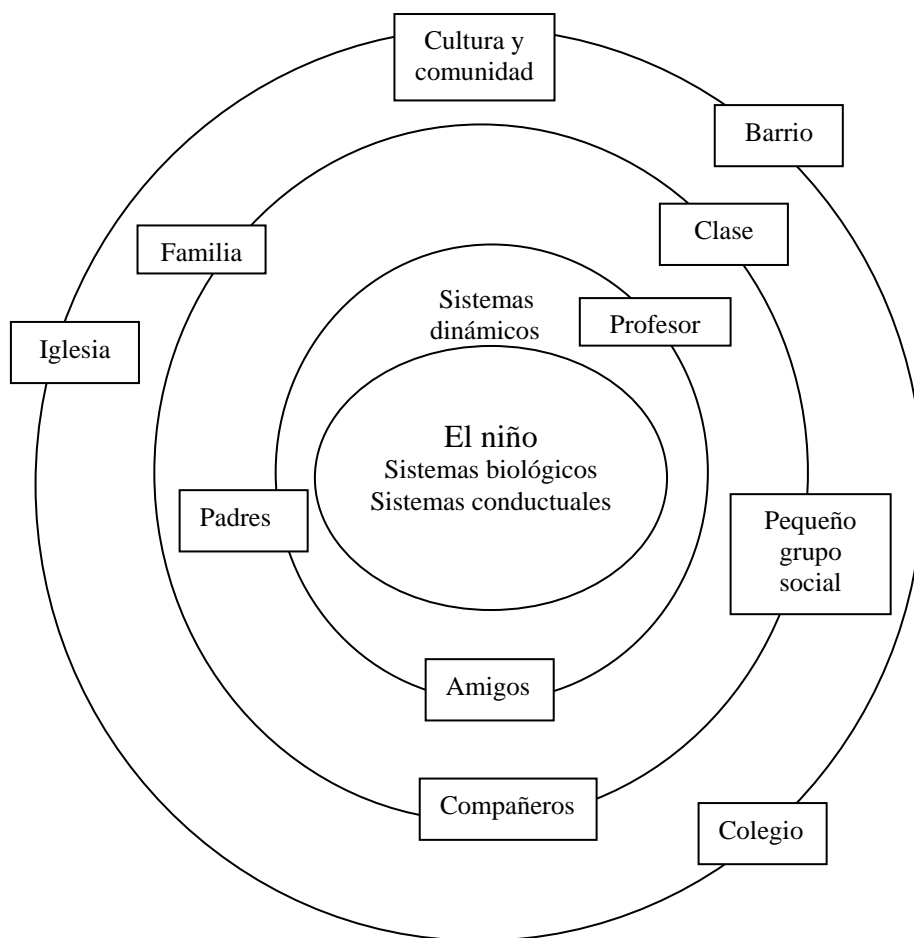 Cultura y
comunidad
Barrio
Clase
Familia
Sistemas
dinámicos
Profesor
Iglesia
El niño
Sistemas biológicos
Sistemas conductuales
Padres
Pequeño
grupo
social
Amigos
Compañeros
Colegio